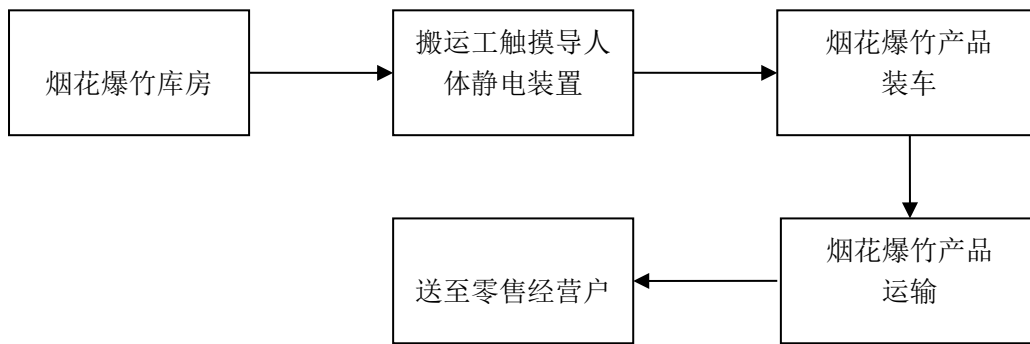 烟花爆竹库房
搬运工触摸导人
体静电装置
烟花爆竹产品
装车
烟花爆竹产品
运输
送至零售经营户